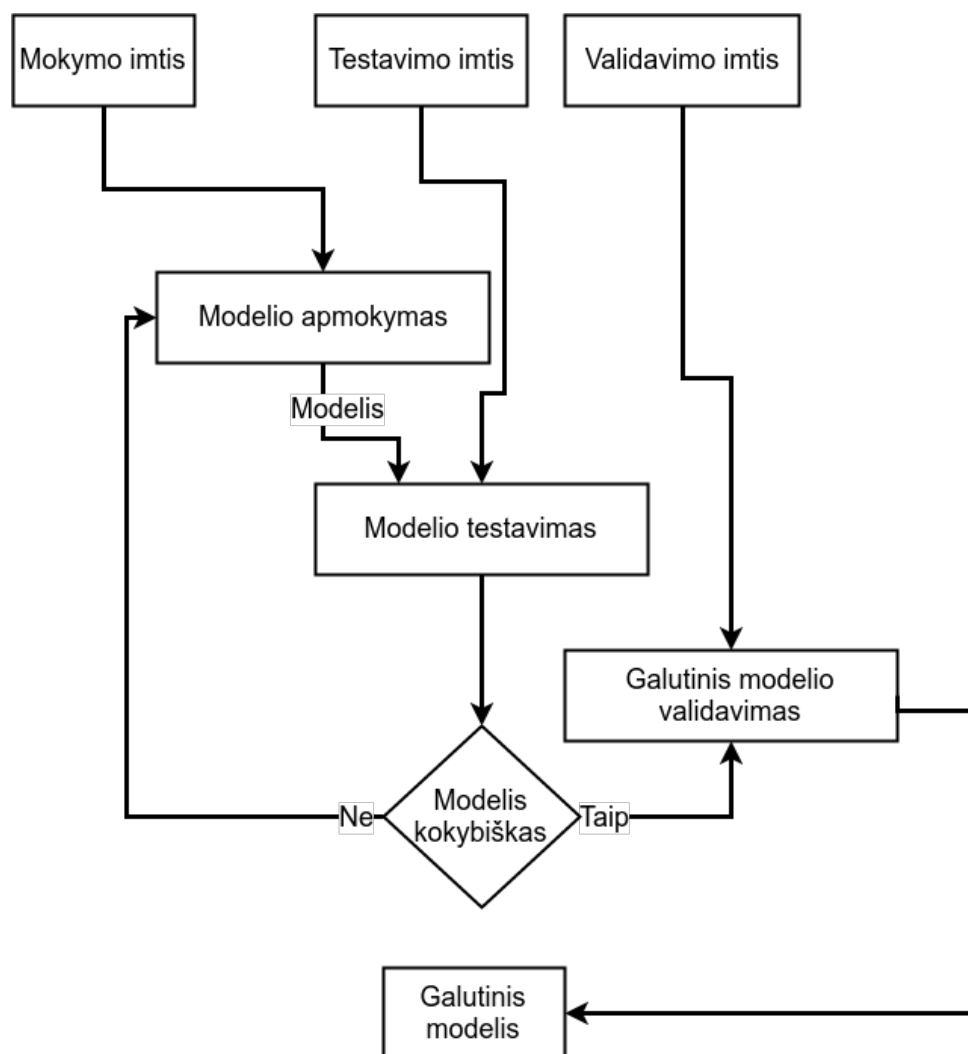 Mokymo imtis
Testavimo imtis
Validavimo imtis
Modelio apmokymas
Modelis
Modelio testavimas
Galutinis modelio
validavimas
Ne
Modelis
kokybiškas
Taip
Galutinis
modelis